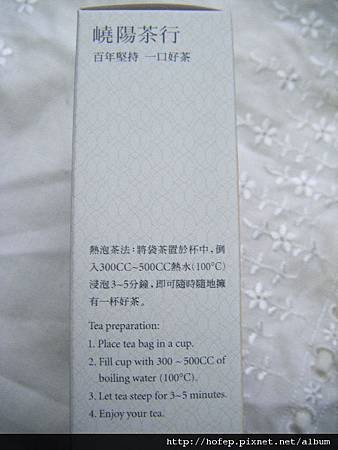 嶢陽茶行
百年堅持 一口好茶
熱泡茶法：將袋茶置於杯中，倒
入300CC~500CC熱水(100°C)
浸泡3~5分鐘，即可隨時隨地擁
有一杯好茶。
Tea preparation:
1. Place tea bag in a cup.
2. Fill cup with 300 ~ 500CC of
boiling water (100°C).
3. Let tea steep for 3~5 minutes.
4. Enjoy your tea.
http://hofep.pixnet.net/album